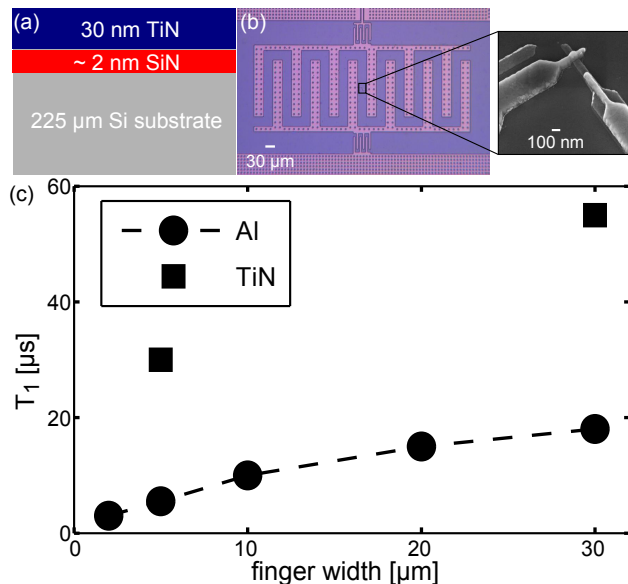 (a)
30 nm TiN
~ 2 nm SiN
225 μm Si substrate
(b)
30 μm
100 nm
(c)
Al
TiN
T₁ [μs]
60
40
20
0
0
10
20
30
finger width [μm]